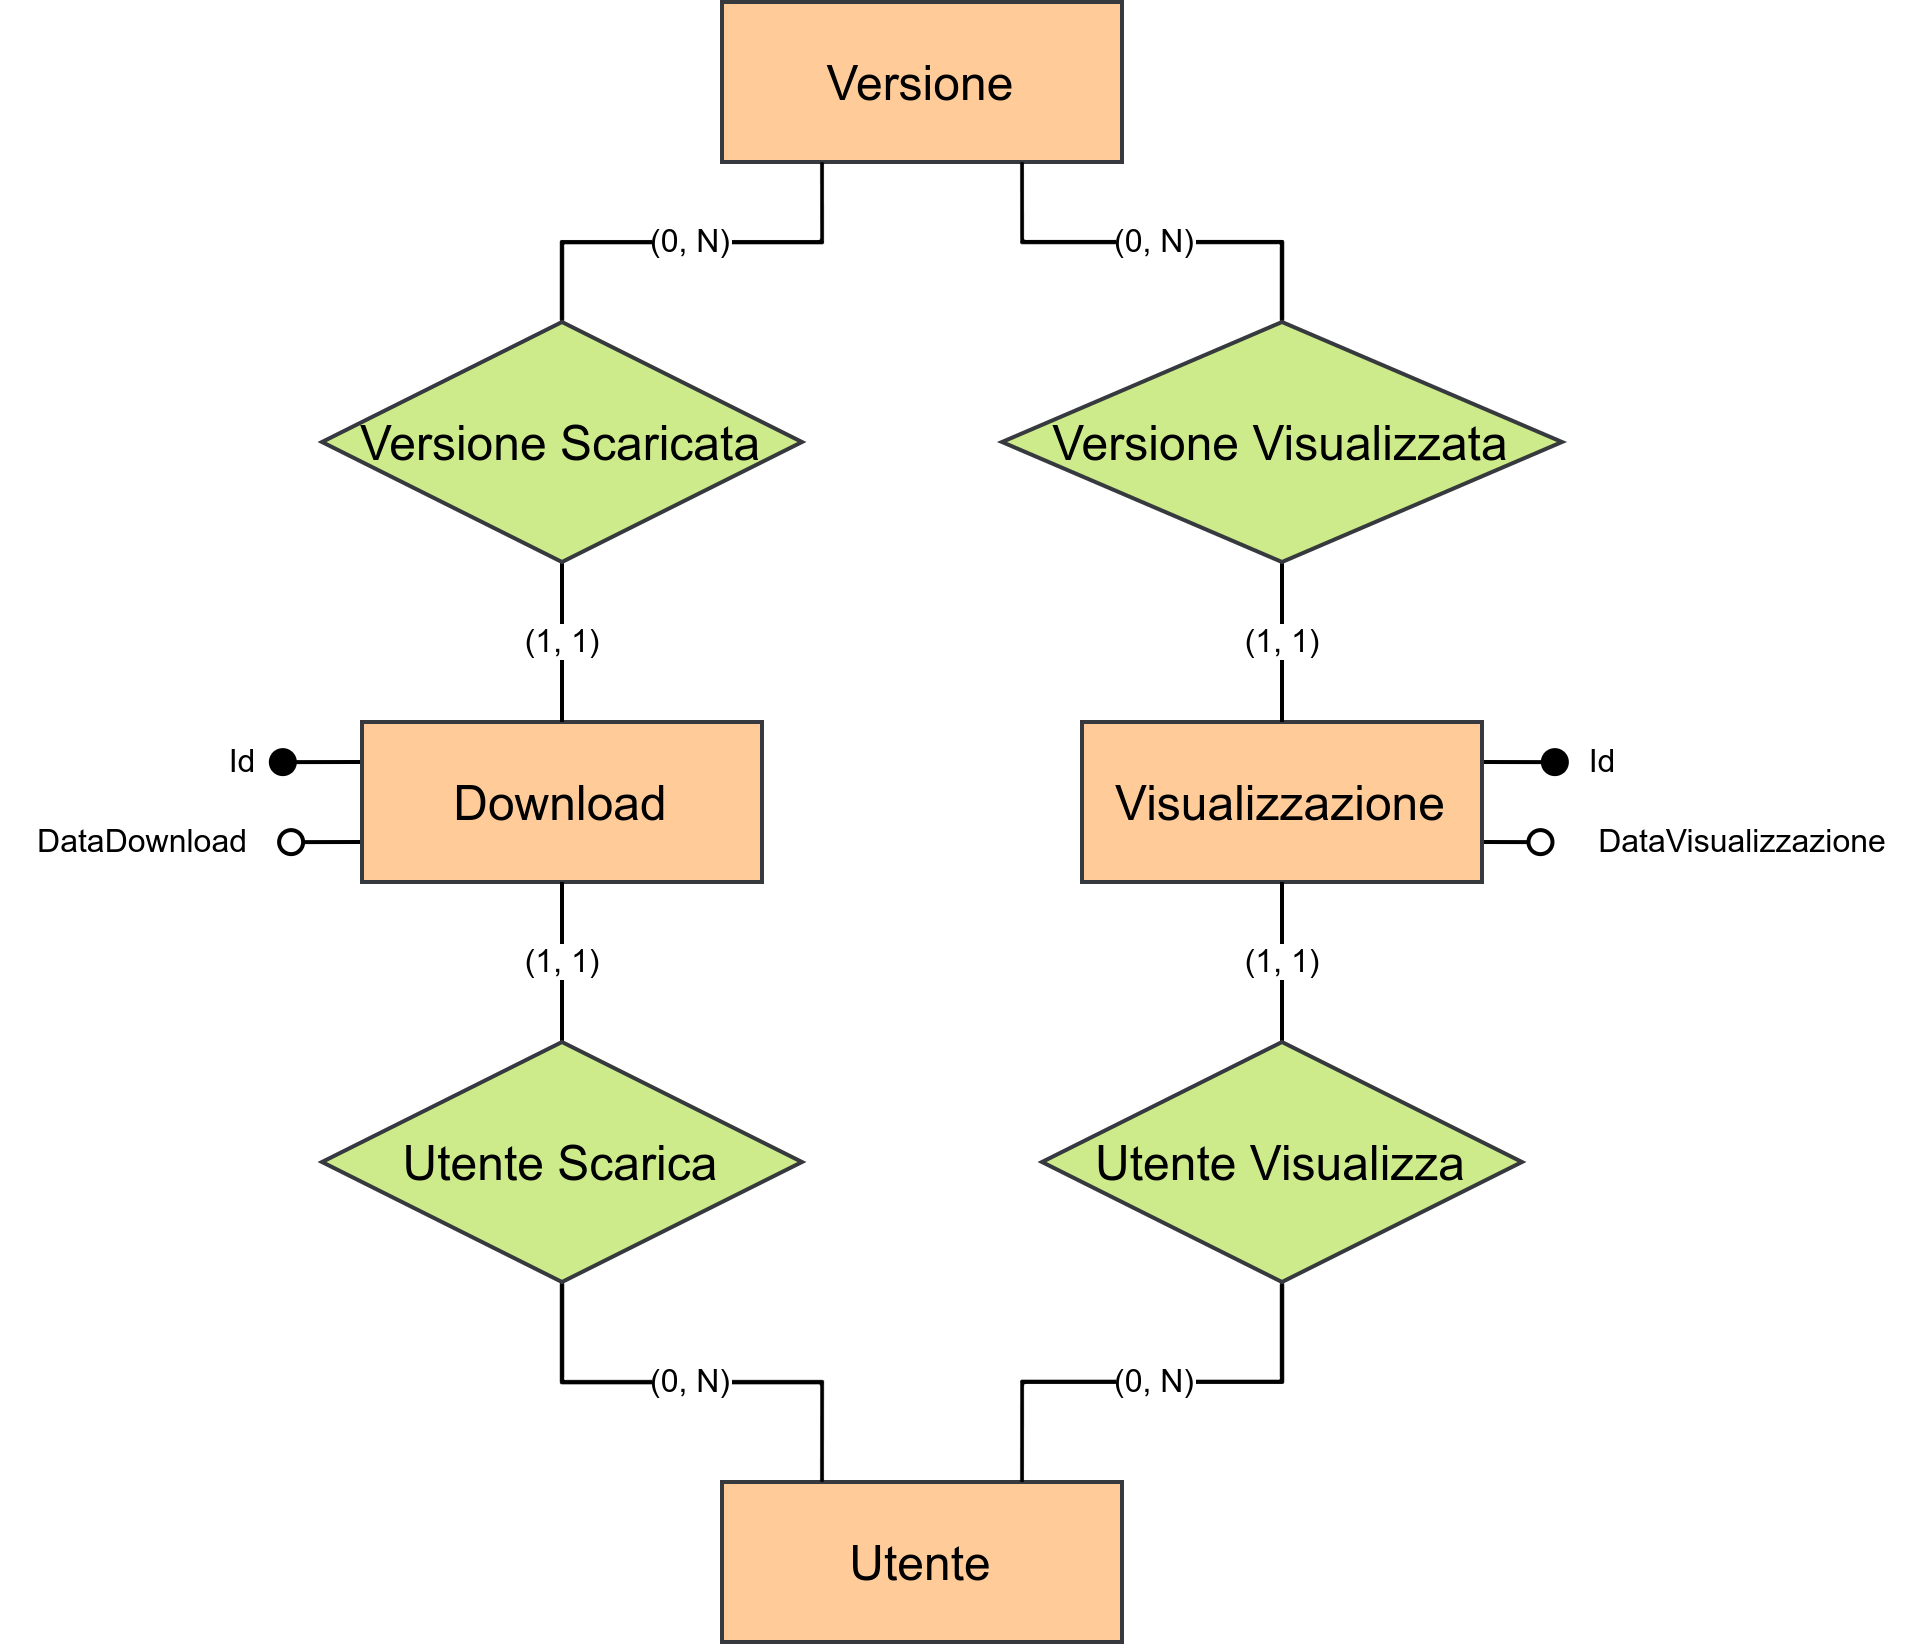 Versione
(0, N)
(0, N)
Versione Scaricata
Versione Visualizzata
(1, 1)
(1, 1)
Id
Download
Visualizzazione
Id
DataDownload
DataVisualizzazione
(1, 1)
(1, 1)
Utente Scarica
Utente Visualizza
(0, N)
(0, N)
Utente